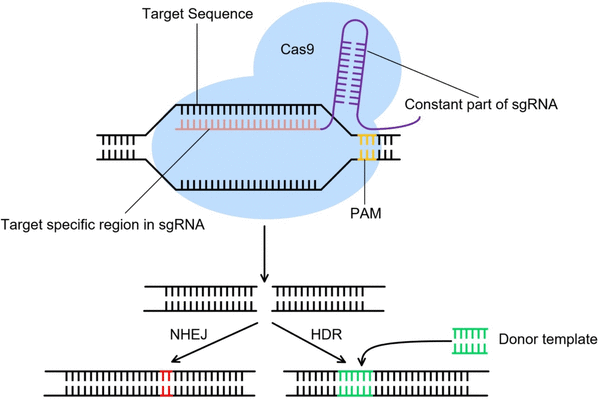 Target Sequence
Cas9
Constant part of sgRNA
Target specific region in sgRNA
PAM
NHEJ
HDR
Donor template